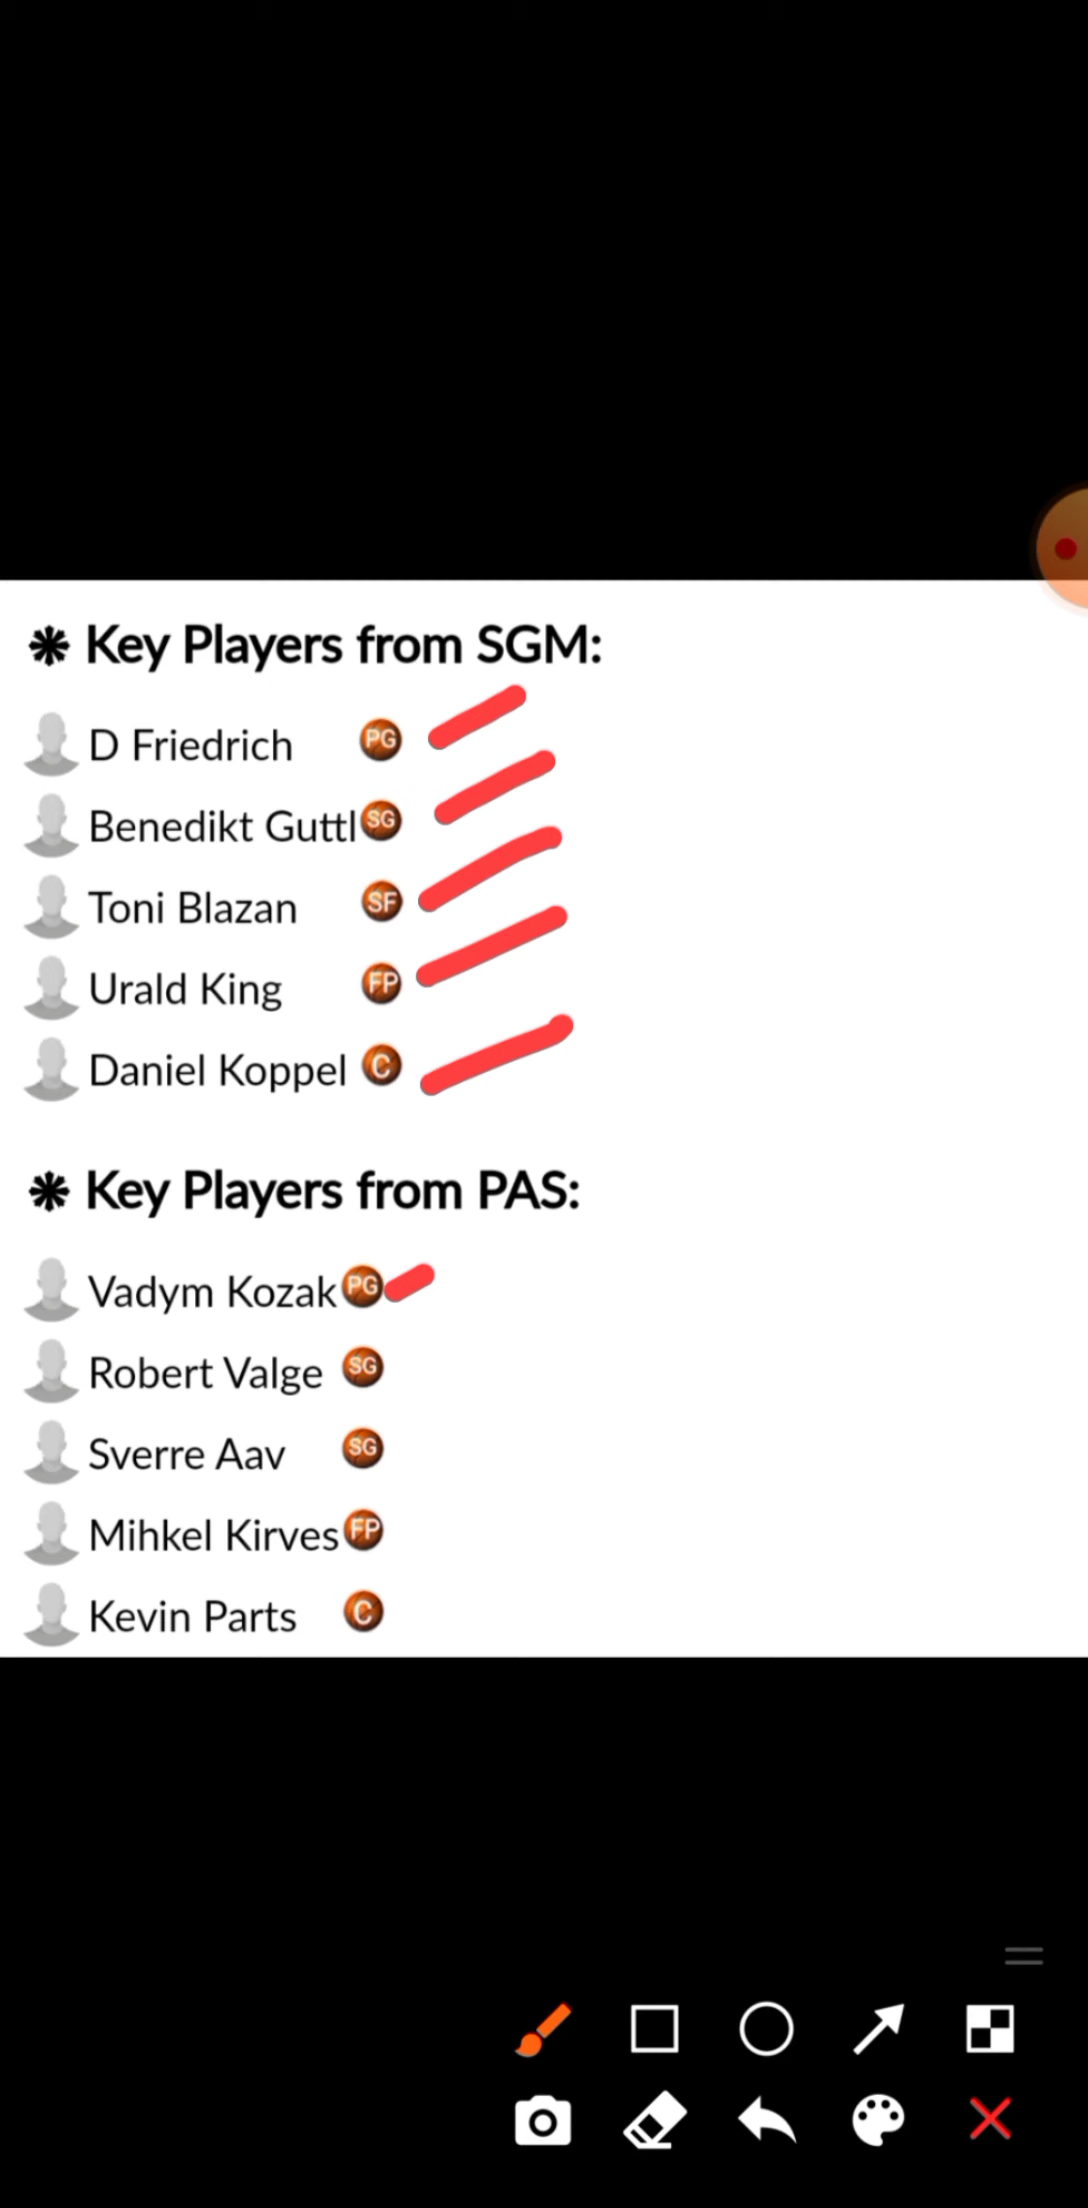 Key Players from SGM:
D Friedrich PG
Benedikt Guttl SG
Toni Blazan SF
Urald King FP
Daniel Koppel C
Key Players from PAS:
Vadym Kozak PG
Robert Valge SG
Sverre Aav SG
Mihkel Kirves FP
Kevin Parts C